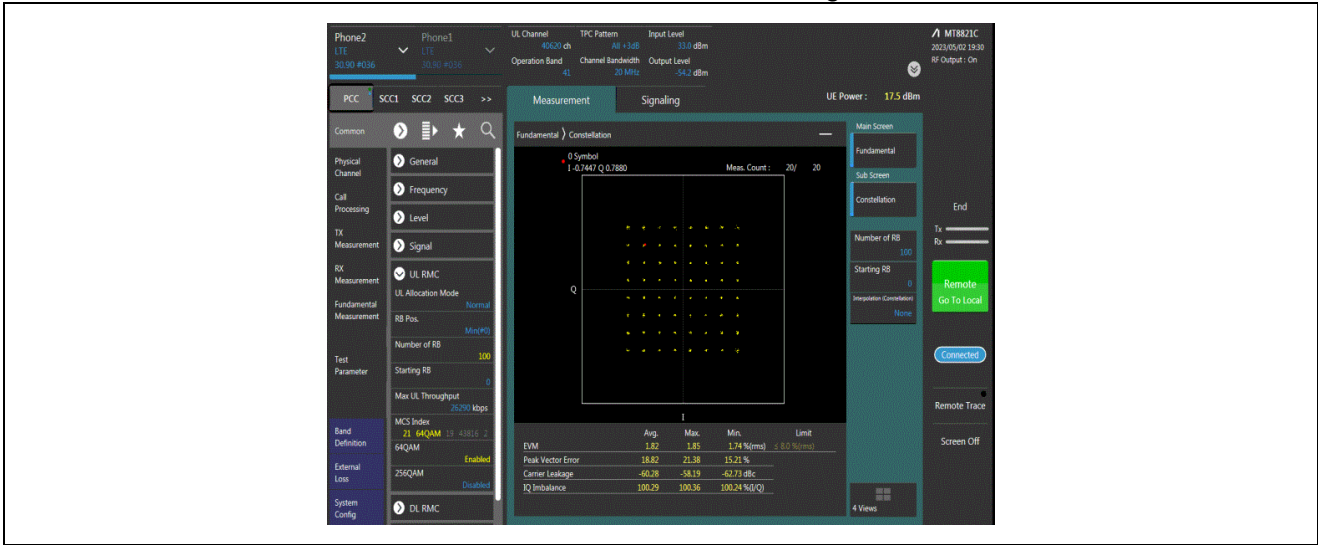 Phone2
LTE
30.90 #036
Phone1
LTE
30.90 #036
UL Channel
40620 ch
TPC Pattern
All +3dB
Input Level
33.0 dBm
Operation Band
41
Channel Bandwidth
20 MHz
Output Level
-54.2 dBm
MT8821C
2023/05/02 19:30
RF Output : On
PCC SCC1 SCC2 SCC3 >>
Measurement
Signaling
UE Power : 17.5 dBm
Common
Physical
Channel
Call
Processing
TX
Measurement
RX
Measurement
Fundamental
Measurement
Test
Parameter
Band
Definition
External
Loss
System
Config
General
Frequency
Level
Signal
UL RMC
UL Allocation Mode
Normal
RB Pos.
Min(#0)
Number of RB
100
Starting RB
0
Max UL Throughput
26290 kbps
MCS Index
21 64QAM 19 43816 2
64QAM
Enabled
256QAM
Disabled
DL RMC
Fundamental 〉 Constellation
0 Symbol
I -0.7447 Q 0.7880
Meas. Count : 20/ 20
Q
I
Avg. Max. Min. Limit
EVM 1.82 1.85 1.74 %(rms) ≤ 8.0 %(rms)
Peak Vector Error 18.82 21.38 15.21 %
Carrier Leakage -60.28 -58.19 -62.73 dBc
IQ Imbalance 100.29 100.36 100.24 %(I/Q)
Main Screen
Fundamental
Sub Screen
Constellation
Number of RB
100
Starting RB
0
Interpolation (Constellation)
None
4 Views
End
Tx
Rx
Remote
Go To Local
Connected
Remote Trace
Screen Off